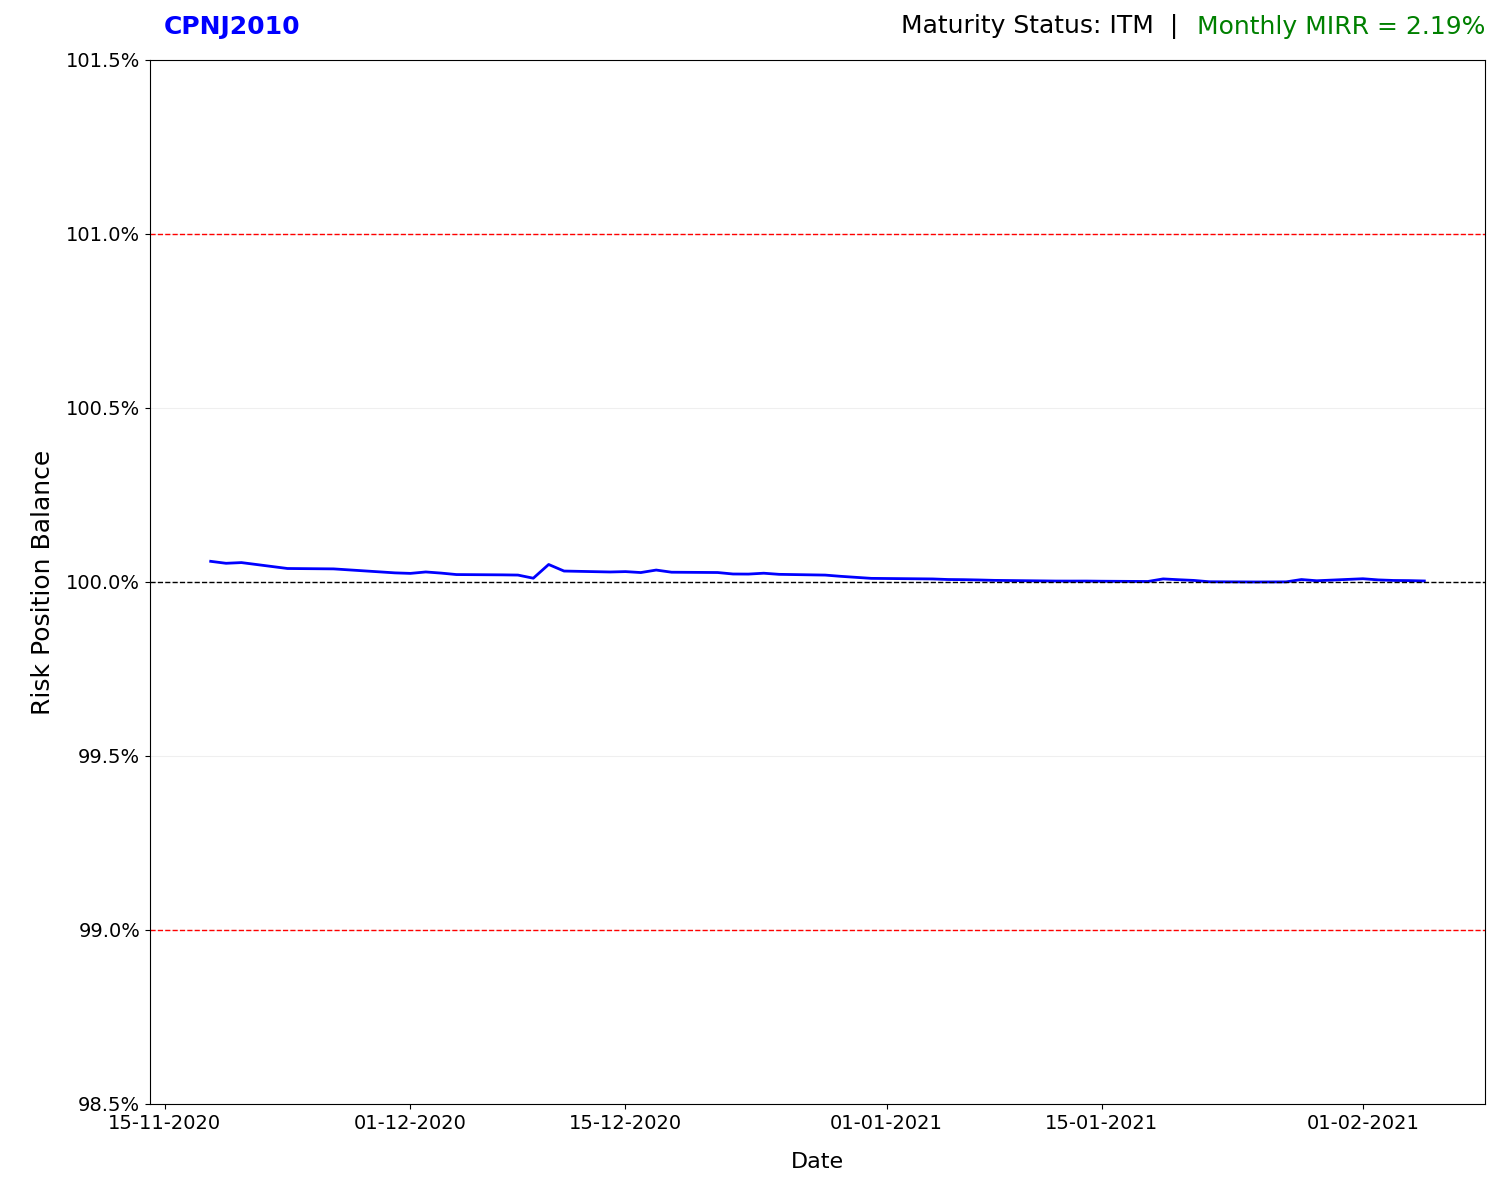 CPNJ2010
Maturity Status: ITM | Monthly MIRR = 2.19%
101.5%
101.0%
100.5%
100.0%
99.5%
99.0%
98.5%
Risk Position Balance
15-11-2020 01-12-2020 15-12-2020 01-01-2021 15-01-2021 01-02-2021
Date